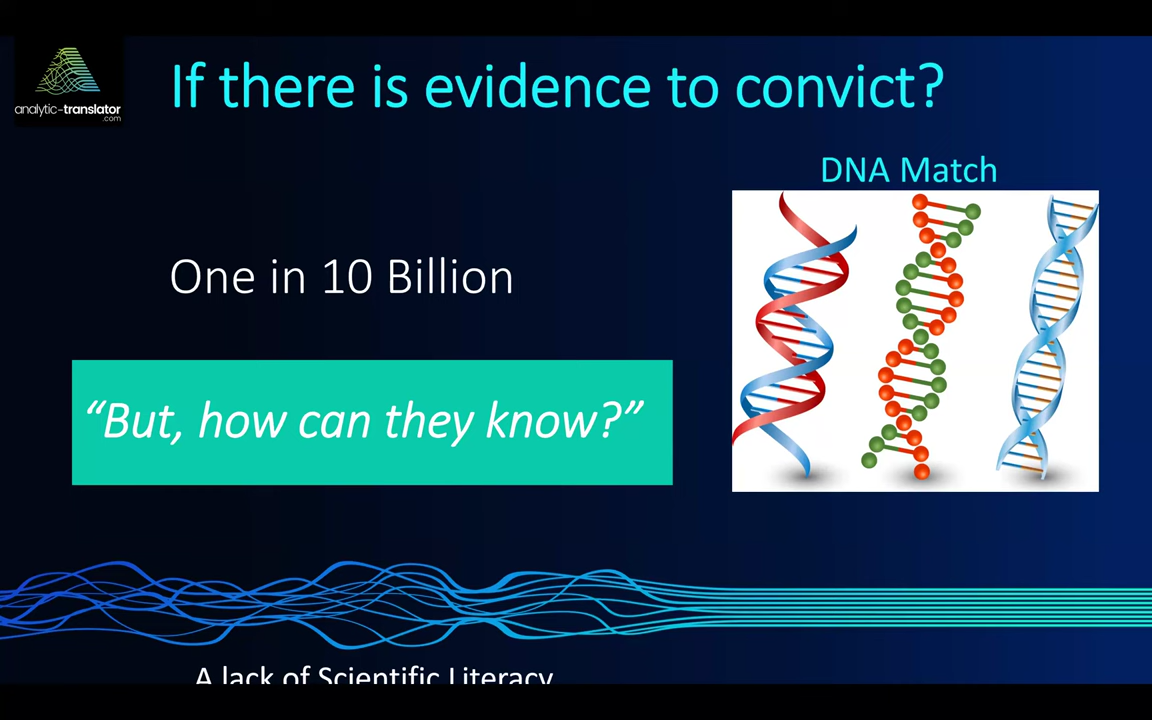 If there is evidence to convict?
analytic-translator
.com
DNA Match
One in 10 Billion
“But, how can they know?”
A lack of Scientific Literacy